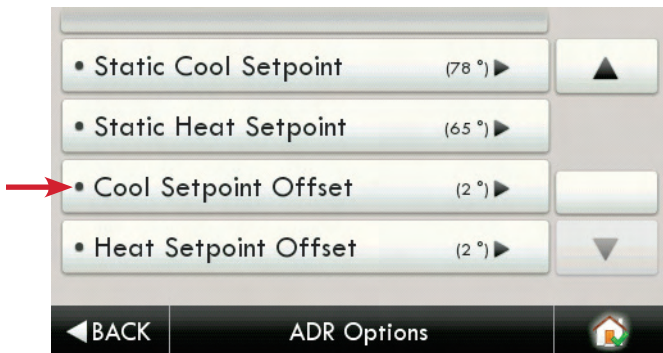 • Static Cool Setpoint (78 °)▶
• Static Heat Setpoint (65 °)▶
• Cool Setpoint Offset (2 °)▶
• Heat Setpoint Offset (2 °)▶
◀BACK ADR Options